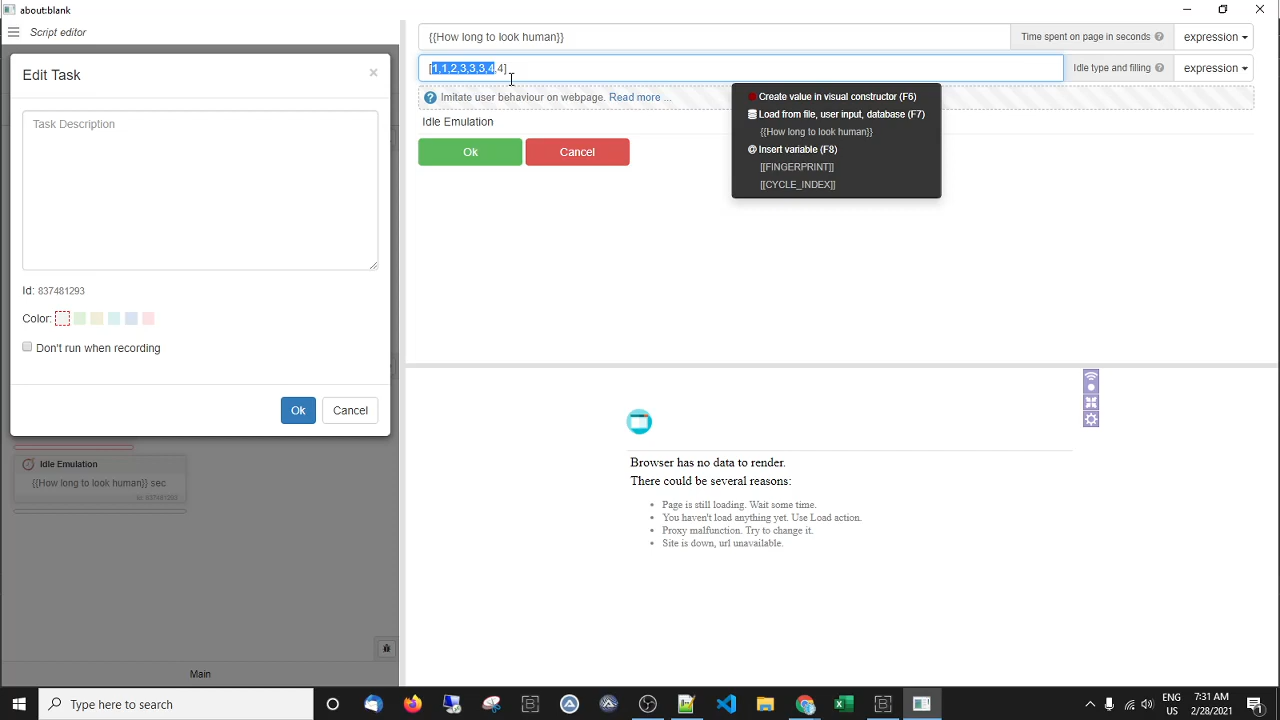 about:blank
Script editor
Edit Task
×
Task Description
Id: 837481293
Color:
Don't run when recording
Ok
Cancel
Idle Emulation
{{How long to look human}} sec
Id: 837481293
Main
{{How long to look human}}
Time spent on page in seconds ?
expression
[1,1,2,3,3,3,4,4]
Idle type and filling ?
expression
? Imitate user behaviour on webpage. Read more ...
Idle Emulation
Ok
Cancel
Create value in visual constructor (F6)
Load from file, user input, database (F7)
{{How long to look human}}
Insert variable (F8)
[[FINGERPRINT]]
[[CYCLE_INDEX]]
Browser has no data to render.
There could be several reasons:
Page is still loading. Wait some time.
You haven't load anything yet. Use Load action.
Proxy malfunction. Try to change it.
Site is down, url unavailable.
Type here to search
ENG
US
7:31 AM
2/28/2021